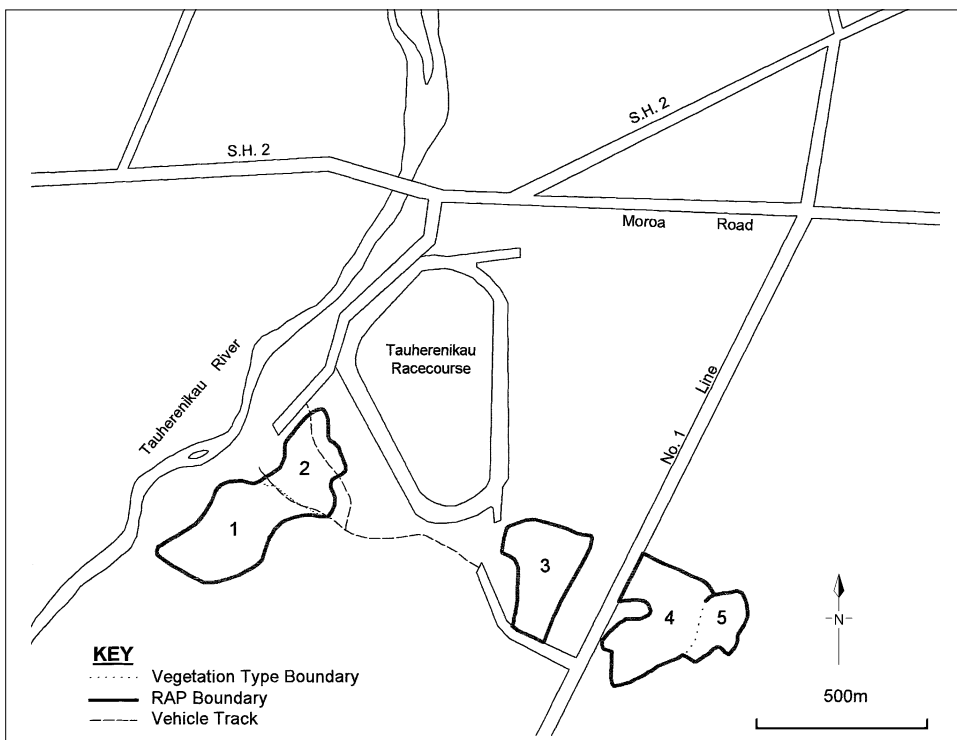 S.H. 2
S.H. 2
Moroa Road
Tauherenikau River
Tauherenikau
Racecourse
No. 1 Line
1
2
3
4
5
N
500m
KEY
Vegetation Type Boundary
RAP Boundary
Vehicle Track